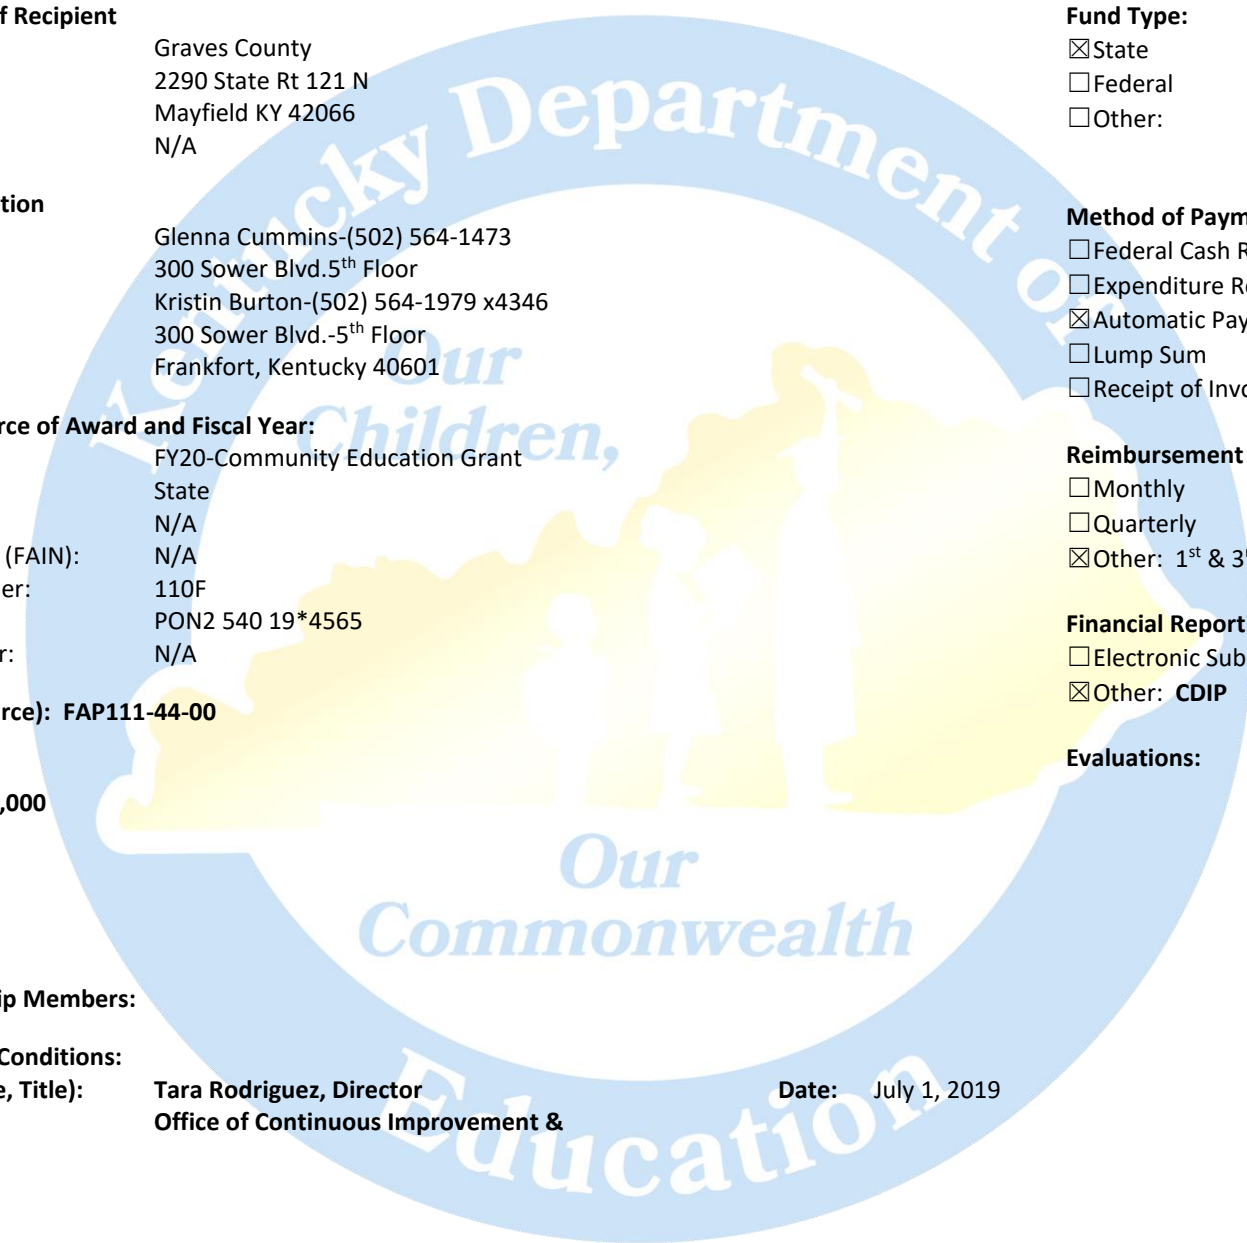 f Recipient
Graves County
2290 State Rt 121 N
Mayfield KY 42066
N/A
tion
Glenna Cummins-(502) 564-1473
300 Sower Blvd.5th Floor
Kristin Burton-(502) 564-1979 x4346
300 Sower Blvd.-5th Floor
Frankfort, Kentucky 40601
rce of Award and Fiscal Year:
FY20-Community Education Grant
State
N/A
(FAIN): N/A
er: 110F
PON2 540 19*4565
r: N/A
rce): FAP111-44-00
,000
ip Members:
Conditions:
e, Title): Tara Rodriguez, Director Date: July 1, 2019
Office of Continuous Improvement &
Fund Type:
☒State
☐Federal
☐Other:
Method of Paym
☐Federal Cash R
☐Expenditure Re
☒Automatic Pay
☐Lump Sum
☐Receipt of Invo
Reimbursement
☐Monthly
☐Quarterly
☒Other: 1st & 3
Financial Report
☐Electronic Sub
☒Other: CDIP
Evaluations:
Kentucky Department of
Education
Our
Children,
Our
Commonwealth